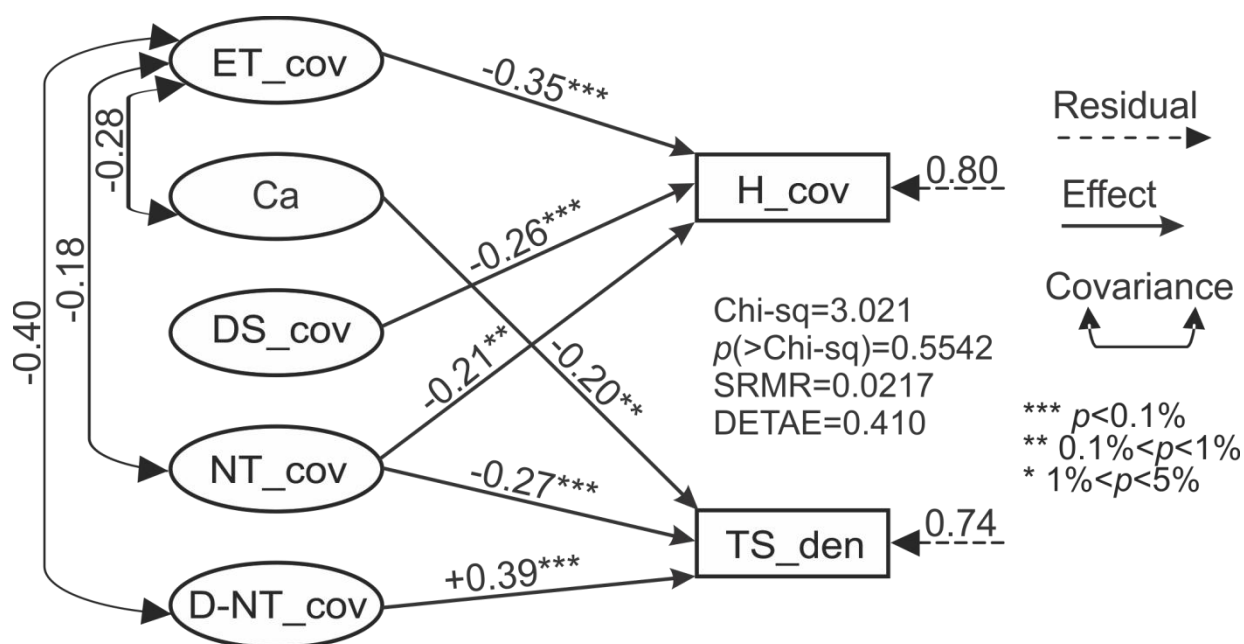 ET_cov
Ca
DS_cov
NT_cov
D-NT_cov
-0.28
-0.18
-0.40
-0.35***
-0.26***
-0.21**
-0.20**
-0.27***
+0.39***
H_cov
0.80
TS_den
0.74
Chi-sq=3.021
p(>Chi-sq)=0.5542
SRMR=0.0217
DETAE=0.410
Residual
Effect
Covariance
*** p<0.1%
** 0.1%<p<1%
* 1%<p<5%